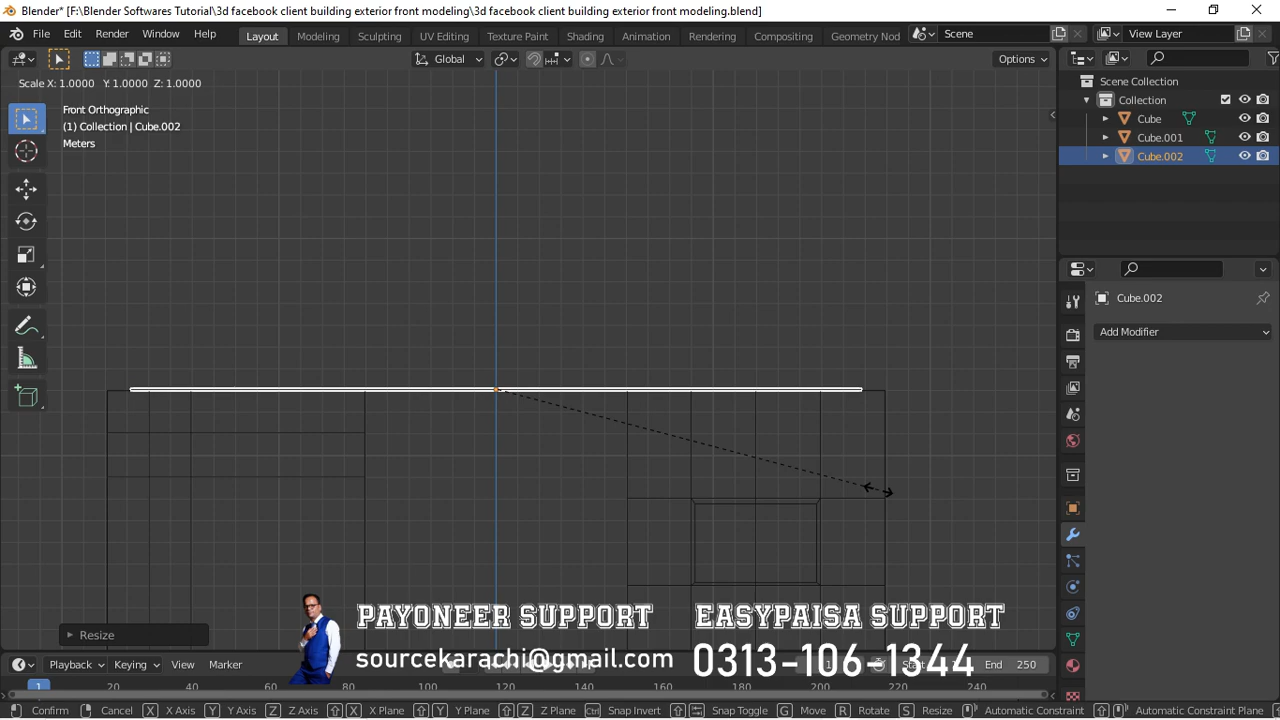 Blender* [F:\Blender Softwares Tutorial\3d facebook client building exterior front modeling\3d facebook client building exterior front modeling.blend]
File Edit Render Window Help Layout Modeling Sculpting UV Editing Texture Paint Shading Animation Rendering Compositing Geometry Nod Scene View Layer
Global Options
Scale X: 1.0000 Y: 1.0000 Z: 1.0000
Front Orthographic
(1) Collection | Cube.002
Meters
Scene Collection
Collection
Cube
Cube.001
Cube.002
Cube.002
Add Modifier
Resize
PAYONEER SUPPORT EASYPAISA SUPPORT
sourcekarachi@gmail.com 0313-106-1344
Playback Keying View Marker 1 Start End 250
1 20 40 60 80 100 120 140 160 180 200 220 240
Confirm Cancel X X Axis Y Y Axis Z Z Axis X X Plane Y Y Plane Z Z Plane Ctrl Snap Invert Snap Toggle G Move R Rotate S Resize Automatic Constraint Automatic Constraint Plane